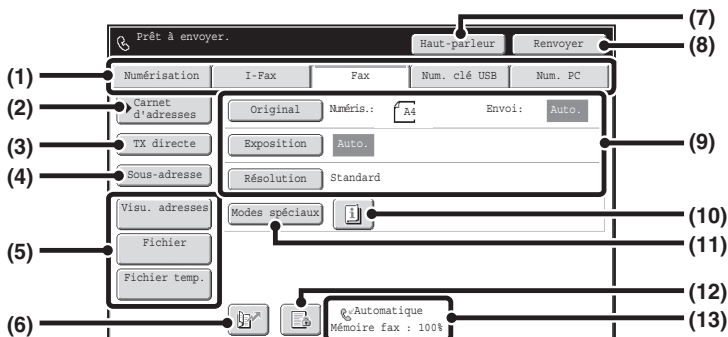 (7)
Prêt à envoyer.
Haut-parleur Renvoyer (8)
(1) Numérisation I-Fax Fax Num. clé USB Num. PC
(2) Carnet d'adresses
Original Numéris.: A4 Envoi: Auto.
(3) TX directe Exposition Auto. (9)
(4) Sous-adresse Résolution Standard
Visu. adresses Modes spéciaux (10)
(5) Fichier (11)
Fichier temp.
(12)
(6) Automatique (13)
Mémoire fax : 100%